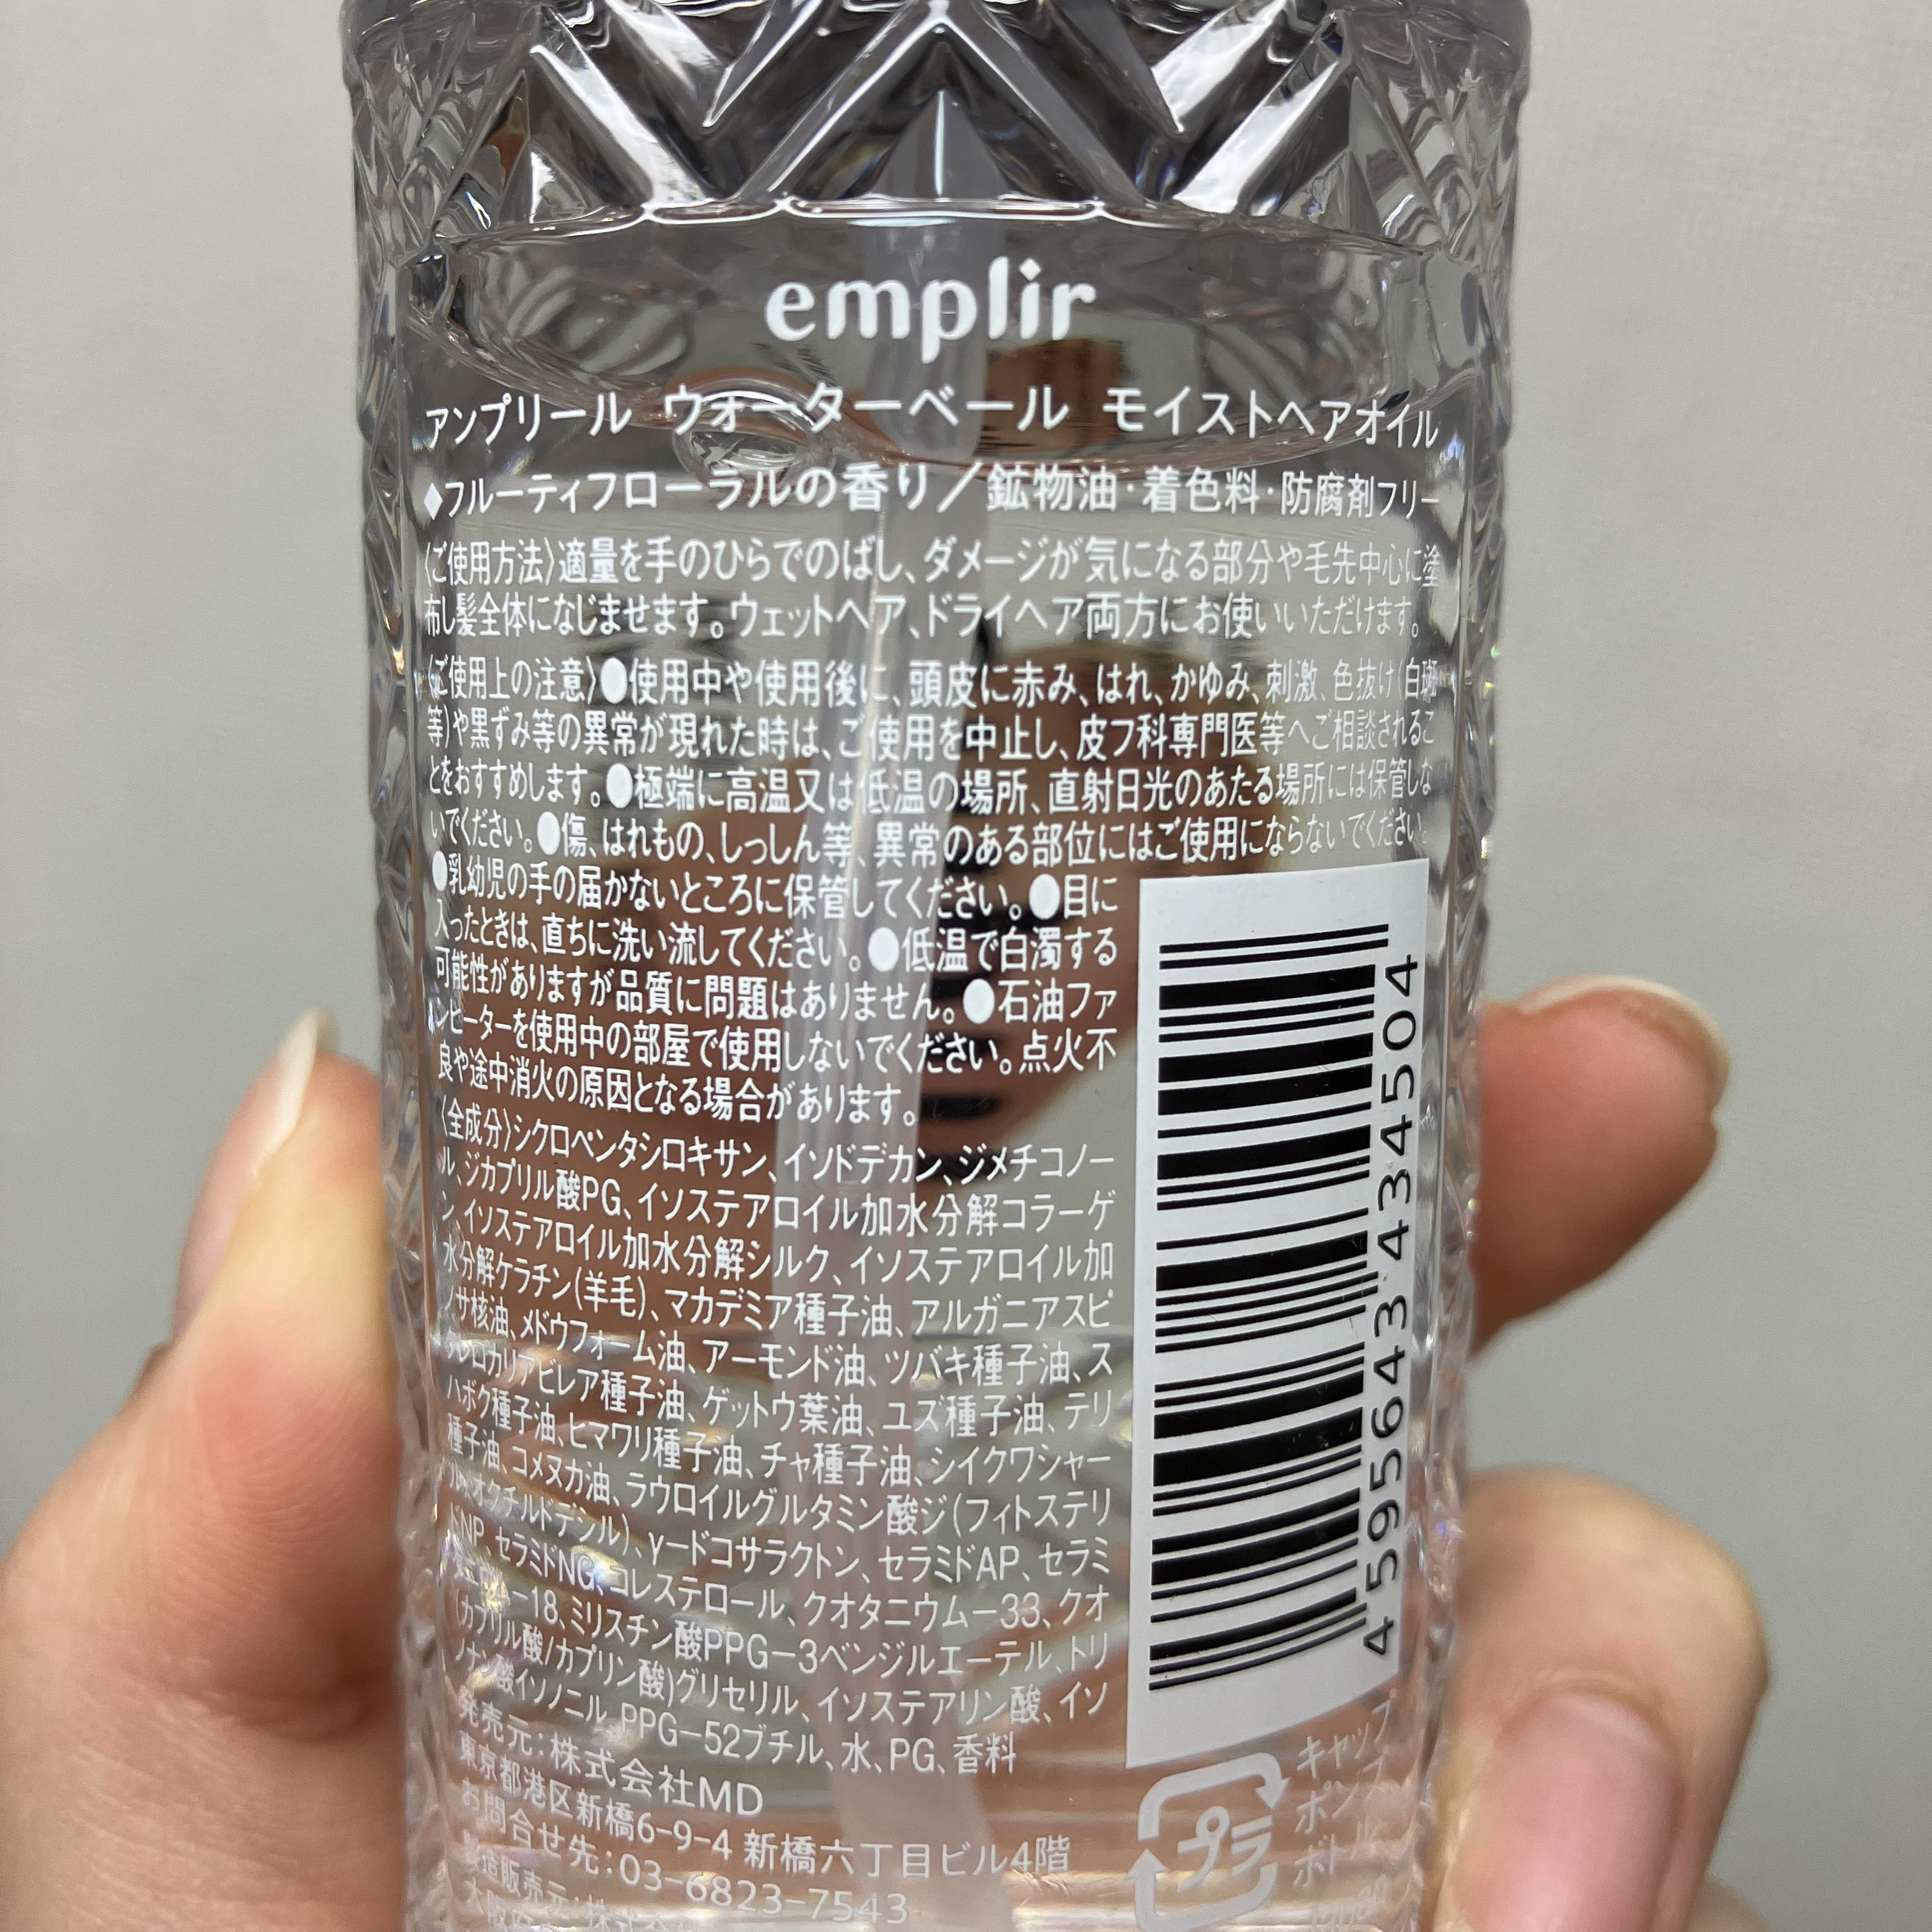 emplir
アンプリール ウォーターベール モイストヘアオイル
◆フルーティフローラルの香り／鉱物油・着色料・防腐剤フリー
〈ご使用方法〉適量を手のひらでのばし、ダメージが気になる部分や毛先中心に塗
布し髪全体になじませます。ウェットヘア、ドライヘア両方にお使いいただけます。
〈ご使用上の注意〉●使用中や使用後に、頭皮に赤み、はれ、かゆみ、刺激、色抜け(白斑
等)や黒ずみ等の異常が現れた時は、ご使用を中止し、皮フ科専門医等へご相談されるこ
とをおすすめします。●極端に高温又は低温の場所、直射日光のあたる場所には保管しな
いでください。●傷、はれもの、しっしん等、異常のある部位にはご使用にならないでください。
●乳幼児の手の届かないところに保管してください。●目に
入ったときは、直ちに洗い流してください。●低温で白濁する
可能性がありますが品質に問題はありません。●石油ファ
ンヒーターを使用中の部屋で使用しないでください。点火不
良や途中消火の原因となる場合があります。
〈全成分〉シクロペンタシロキサン、イソドデカン、ジメチコノー
ル、ジカプリル酸PG、イソステアロイル加水分解コラーゲ
ン、イソステアロイル加水分解シルク、イソステアロイル加
水分解ケラチン(羊毛)、マカデミア種子油、アルガニアスピ
ノサ核油、メドウフォーム油、アーモンド油、ツバキ種子油、ス
クレロカリアビレア種子油、ゲットウ葉油、ユズ種子油、テリ
ハボク種子油、ヒマワリ種子油、チャ種子油、シイクワシャー
種子油、コメヌカ油、ラウロイルグルタミン酸ジ(フィトステリ
ル/オクチルドデシル)、γ－ドコサラクトン、セラミドAP、セラミ
ドNP、セラミドNG、コレステロール、クオタニウム－33、クオ
－18、ミリスチン酸PPG－3ベンジルエーテル、トリ
(カプリル酸/カプリン酸)グリセリル、イソステアリン酸、イソ
ノナン酸イソノニル、PPG－52ブチル、水、PG、香料
発売元：株式会社MD
東京都港区新橋6-9-4 新橋六丁目ビル4階
お問合せ先：03-6823-7543
製造販売元：株式会社
4595643434504
プラ
キャップ
ポンプ
ボトル